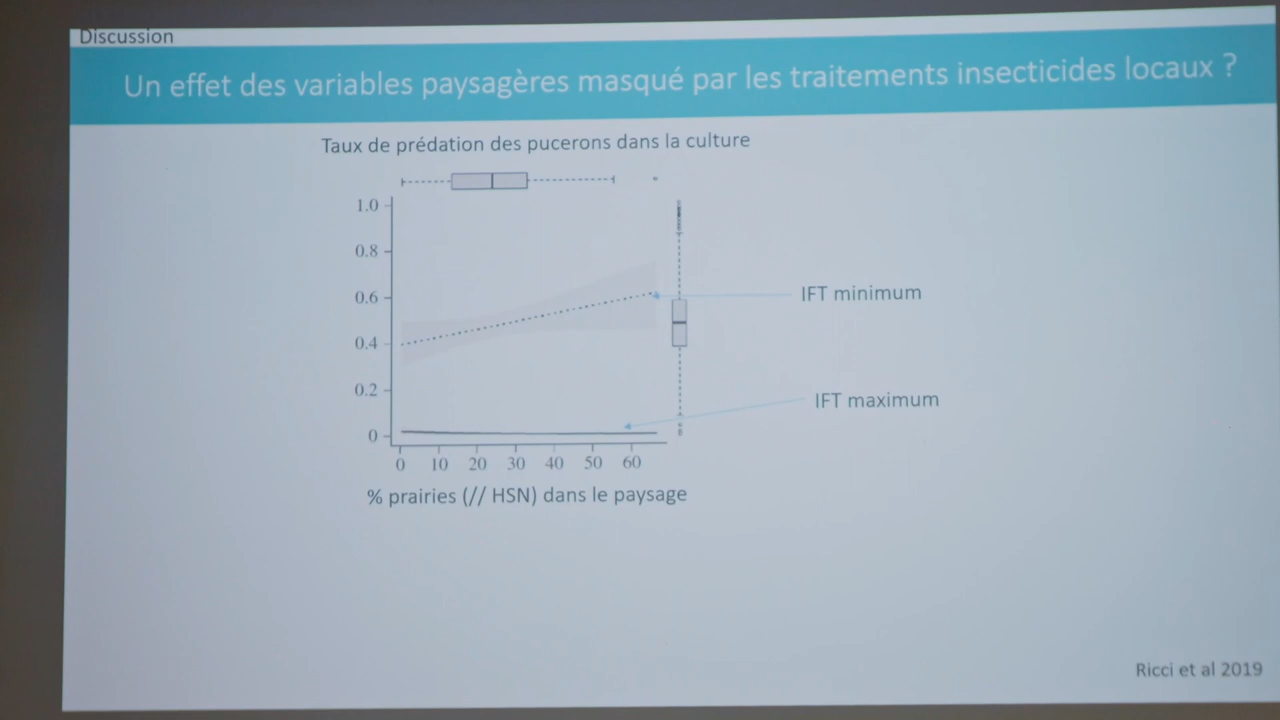 Discussion
Un effet des variables paysagères masqué par les traitements insecticides locaux ?
Taux de prédation des pucerons dans la culture
1.0
0.8
0.6
0.4
0.2
0
IFT minimum
IFT maximum
0 10 20 30 40 50 60
% prairies (// HSN) dans le paysage
Ricci et al 2019